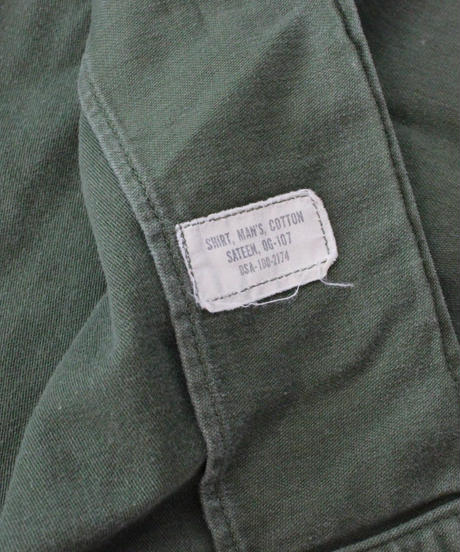 SHIRT, MAN'S, COTTON
SATEEN, OG-107
DSA-100-2174